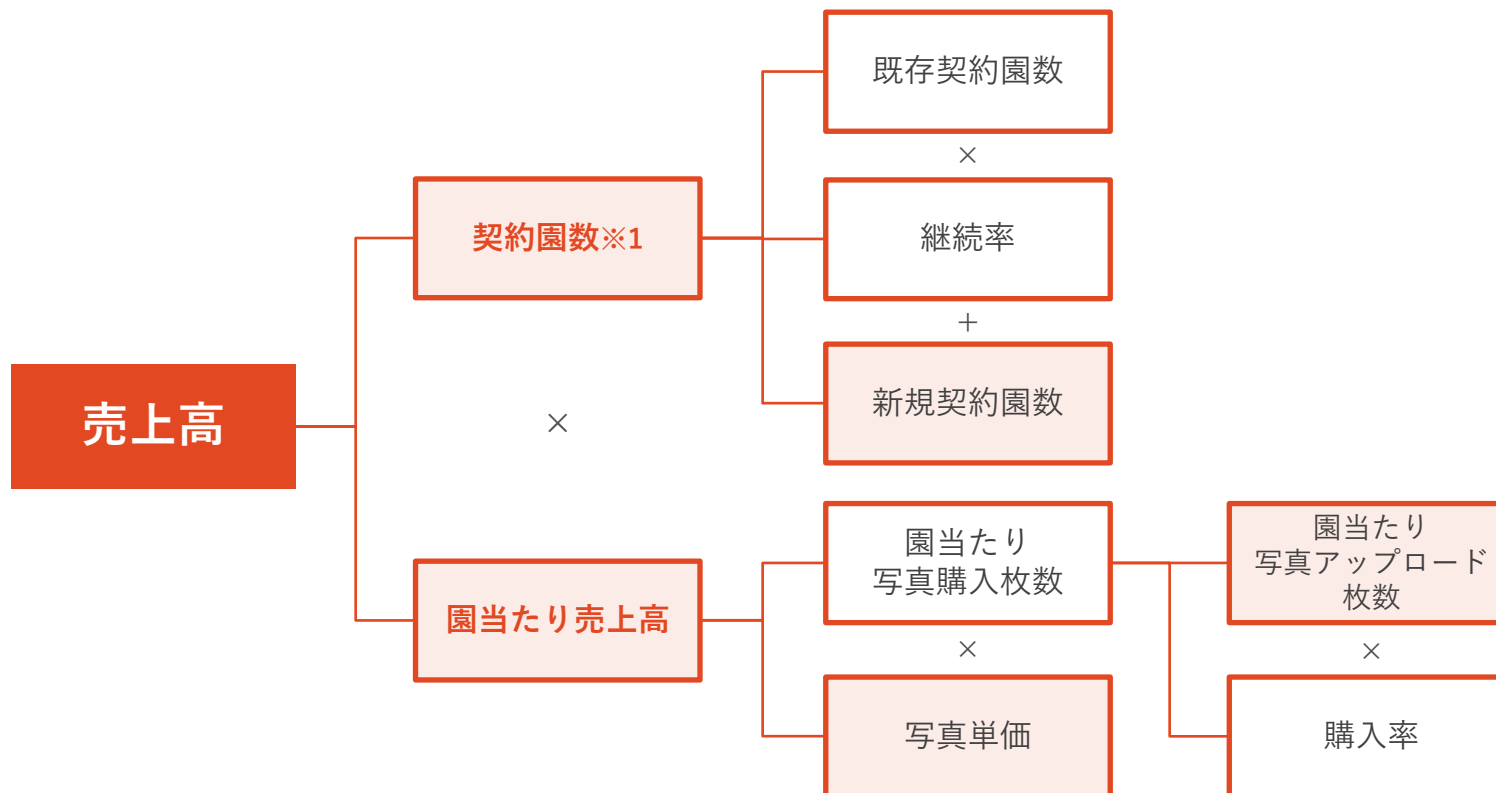 売上高
契約園数※1
×
園当たり売上高
既存契約園数
×
継続率
+
新規契約園数
園当たり
写真購入枚数
×
写真単価
園当たり
写真アップロード
枚数
×
購入率